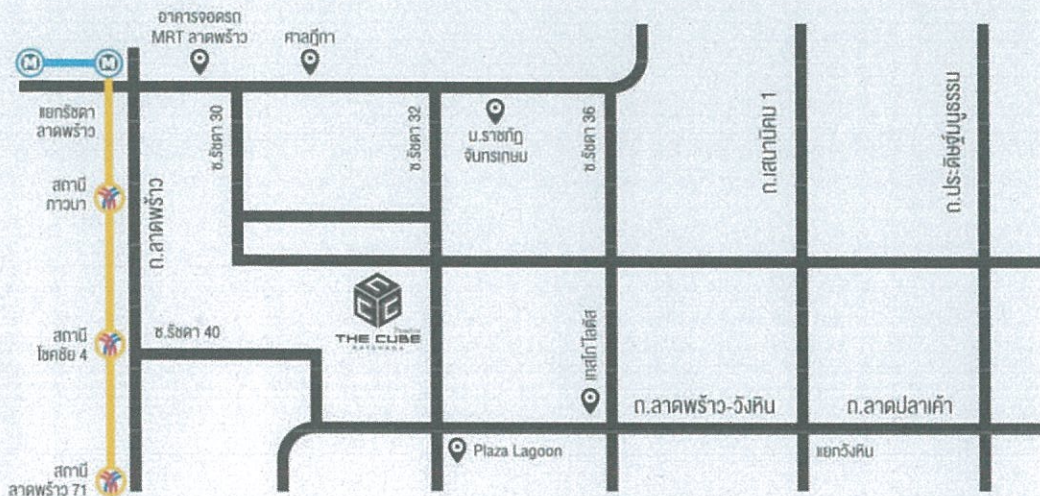 อาคารจอดรถ
MRT ลาดพร้าว
ศาลฎีกา
แยกรัชดา
ลาดพร้าว
ซ.รัชดา 30
ซ.รัชดา 32
ม.ราชภัฏ
จันทรเกษม
ซ.รัชดา 36
ถ.เสนานิคม 1
ถ.ประดิษฐ์มนูธรรม
สถานี
ภาวนา
ถ.ลาดพร้าว
THE CUBE
สถานี
โชคชัย 4
ซ.รัชดา 40
เทสโก้ โลตัส
ถ.ลาดพร้าว-วังหิน
ถ.ลาดปลาเค้า
Plaza Lagoon
แยกวังหิน
สถานี
ลาดพร้าว 71